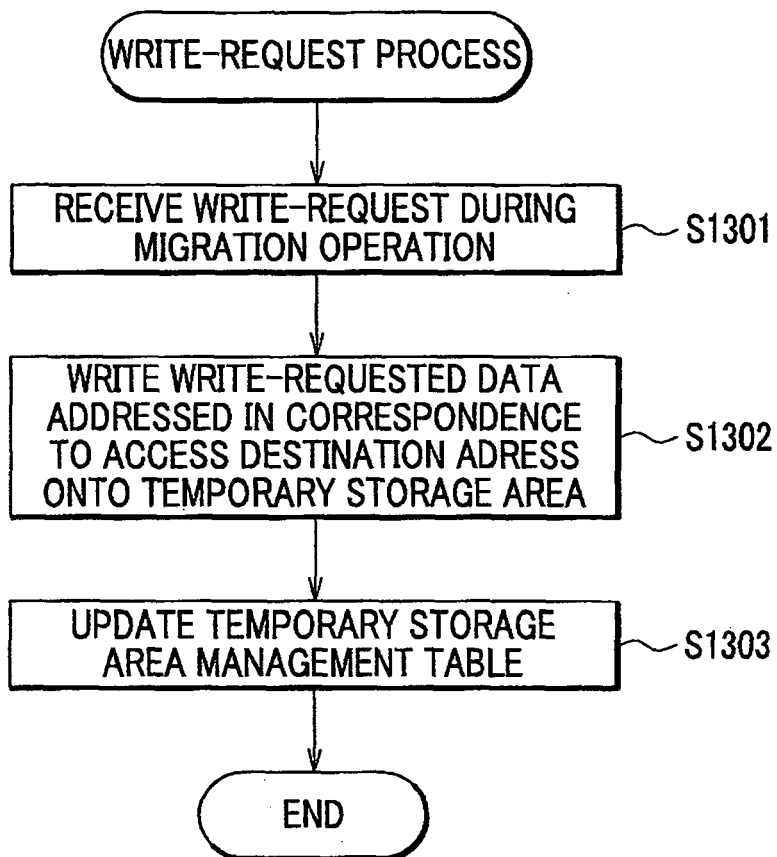 WRITE-REQUEST PROCESS
RECEIVE WRITE-REQUEST DURING
MIGRATION OPERATION
S1301
WRITE WRITE-REQUESTED DATA
ADDRESSED IN CORRESPONDENCE
TO ACCESS DESTINATION ADRESS
ONTO TEMPORARY STORAGE AREA
S1302
UPDATE TEMPORARY STORAGE
AREA MANAGEMENT TABLE
S1303
END